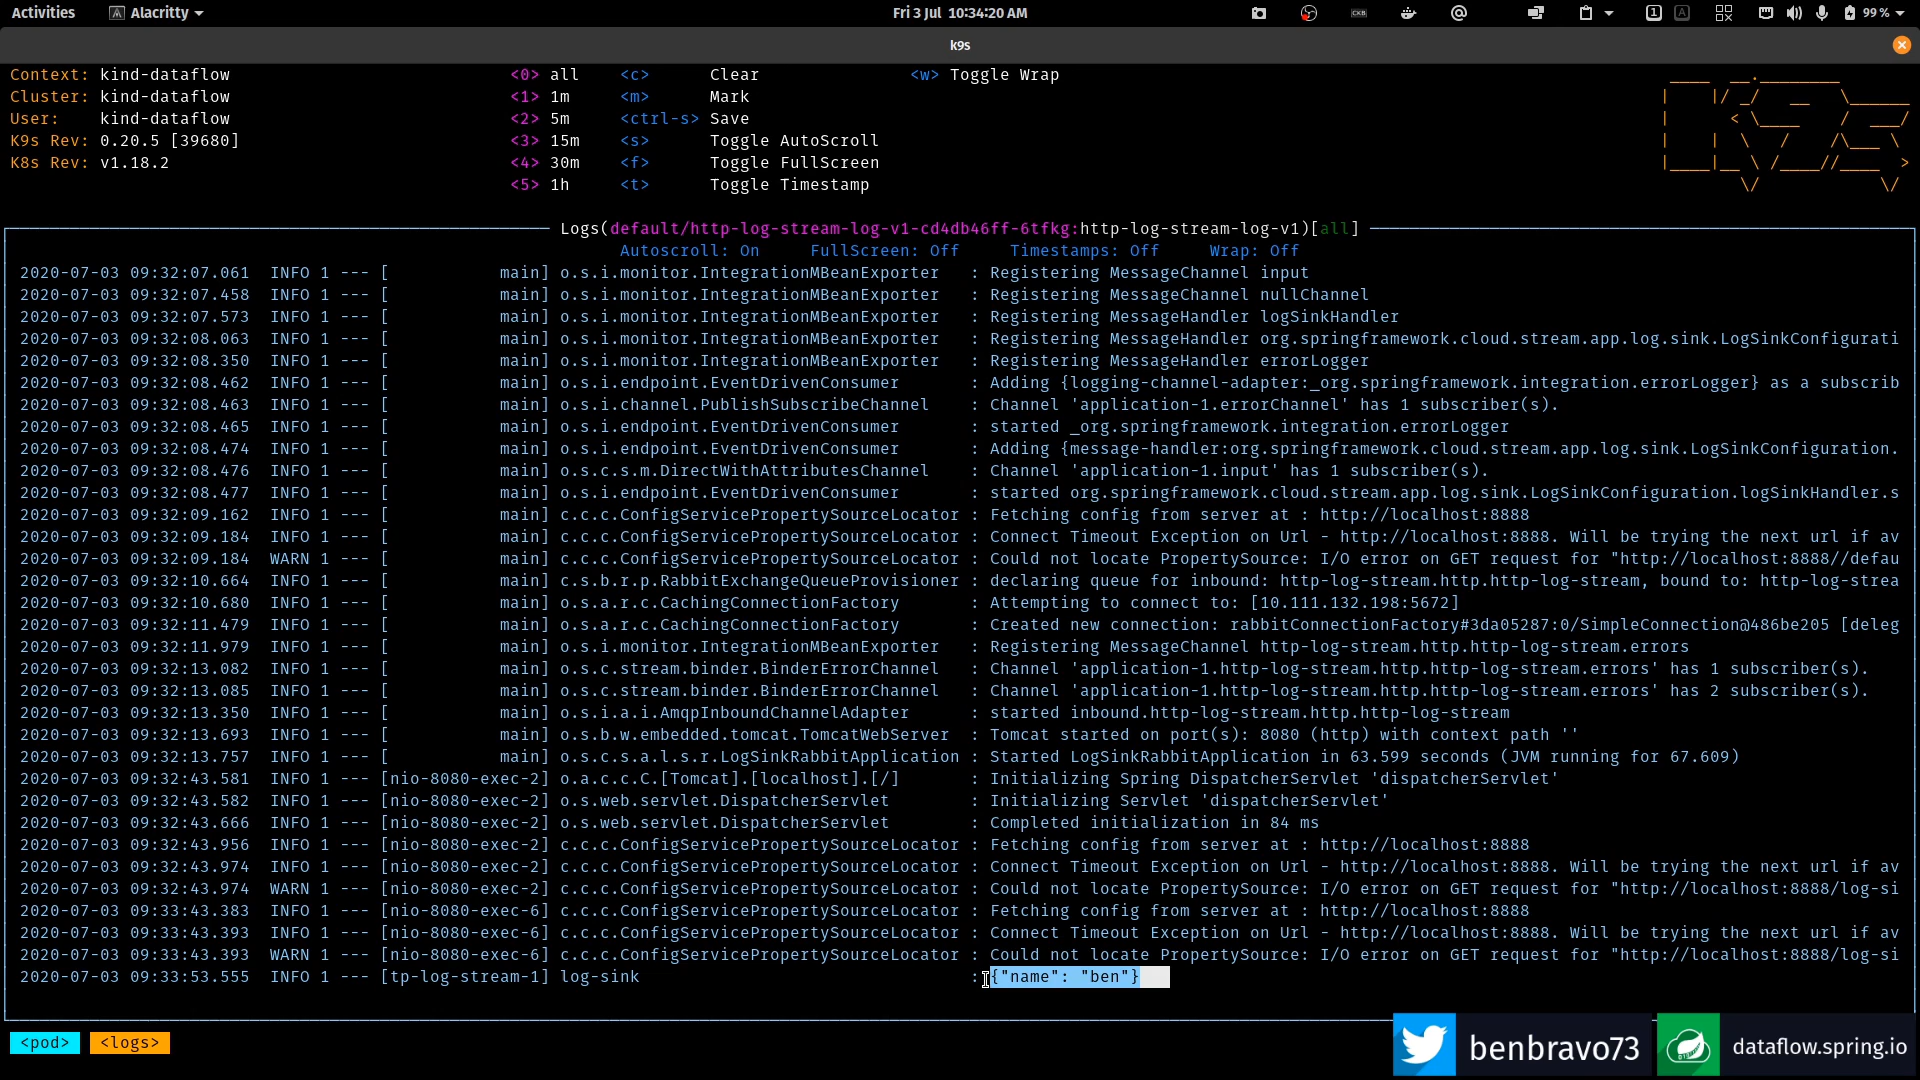 Activities Alacritty Fri 3 Jul 10:34:20 AM 99 %
k9s
Context: kind-dataflow <0> all <c> Clear <w> Toggle Wrap
Cluster: kind-dataflow <1> 1m <m> Mark
User: kind-dataflow <2> 5m <ctrl-s> Save
K9s Rev: 0.20.5 [39680] <3> 15m <s> Toggle AutoScroll
K8s Rev: v1.18.2 <4> 30m <f> Toggle FullScreen
<5> 1h <t> Toggle Timestamp
Logs(default/http-log-stream-log-v1-cd4db46ff-6tfkg:http-log-stream-log-v1)[all]
Autoscroll: On FullScreen: Off Timestamps: Off Wrap: Off
2020-07-03 09:32:07.061 INFO 1 --- [ main] o.s.i.monitor.IntegrationMBeanExporter : Registering MessageChannel input
2020-07-03 09:32:07.458 INFO 1 --- [ main] o.s.i.monitor.IntegrationMBeanExporter : Registering MessageChannel nullChannel
2020-07-03 09:32:07.573 INFO 1 --- [ main] o.s.i.monitor.IntegrationMBeanExporter : Registering MessageHandler logSinkHandler
2020-07-03 09:32:08.063 INFO 1 --- [ main] o.s.i.monitor.IntegrationMBeanExporter : Registering MessageHandler org.springframework.cloud.stream.app.log.sink.LogSinkConfigurati
2020-07-03 09:32:08.350 INFO 1 --- [ main] o.s.i.monitor.IntegrationMBeanExporter : Registering MessageHandler errorLogger
2020-07-03 09:32:08.462 INFO 1 --- [ main] o.s.i.endpoint.EventDrivenConsumer : Adding {logging-channel-adapter:_org.springframework.integration.errorLogger} as a subscrib
2020-07-03 09:32:08.463 INFO 1 --- [ main] o.s.i.channel.PublishSubscribeChannel : Channel 'application-1.errorChannel' has 1 subscriber(s).
2020-07-03 09:32:08.465 INFO 1 --- [ main] o.s.i.endpoint.EventDrivenConsumer : started _org.springframework.integration.errorLogger
2020-07-03 09:32:08.474 INFO 1 --- [ main] o.s.i.endpoint.EventDrivenConsumer : Adding {message-handler:org.springframework.cloud.stream.app.log.sink.LogSinkConfiguration.
2020-07-03 09:32:08.476 INFO 1 --- [ main] o.s.c.s.m.DirectWithAttributesChannel : Channel 'application-1.input' has 1 subscriber(s).
2020-07-03 09:32:08.477 INFO 1 --- [ main] o.s.i.endpoint.EventDrivenConsumer : started org.springframework.cloud.stream.app.log.sink.LogSinkConfiguration.logSinkHandler.s
2020-07-03 09:32:09.162 INFO 1 --- [ main] c.c.c.ConfigServicePropertySourceLocator : Fetching config from server at : http://localhost:8888
2020-07-03 09:32:09.184 INFO 1 --- [ main] c.c.c.ConfigServicePropertySourceLocator : Connect Timeout Exception on Url - http://localhost:8888. Will be trying the next url if av
2020-07-03 09:32:09.184 WARN 1 --- [ main] c.c.c.ConfigServicePropertySourceLocator : Could not locate PropertySource: I/O error on GET request for "http://localhost:8888//defau
2020-07-03 09:32:10.664 INFO 1 --- [ main] c.s.b.r.p.RabbitExchangeQueueProvisioner : declaring queue for inbound: http-log-stream.http.http-log-stream, bound to: http-log-strea
2020-07-03 09:32:10.680 INFO 1 --- [ main] o.s.a.r.c.CachingConnectionFactory : Attempting to connect to: [10.111.132.198:5672]
2020-07-03 09:32:11.479 INFO 1 --- [ main] o.s.a.r.c.CachingConnectionFactory : Created new connection: rabbitConnectionFactory#3da05287:0/SimpleConnection@486be205 [deleg
2020-07-03 09:32:11.979 INFO 1 --- [ main] o.s.i.monitor.IntegrationMBeanExporter : Registering MessageChannel http-log-stream.http.http-log-stream.errors
2020-07-03 09:32:13.082 INFO 1 --- [ main] o.s.c.stream.binder.BinderErrorChannel : Channel 'application-1.http-log-stream.http.http-log-stream.errors' has 1 subscriber(s).
2020-07-03 09:32:13.085 INFO 1 --- [ main] o.s.c.stream.binder.BinderErrorChannel : Channel 'application-1.http-log-stream.http.http-log-stream.errors' has 2 subscriber(s).
2020-07-03 09:32:13.350 INFO 1 --- [ main] o.s.i.a.i.AmqpInboundChannelAdapter : started inbound.http-log-stream.http.http-log-stream
2020-07-03 09:32:13.693 INFO 1 --- [ main] o.s.b.w.embedded.tomcat.TomcatWebServer : Tomcat started on port(s): 8080 (http) with context path ''
2020-07-03 09:32:13.757 INFO 1 --- [ main] o.s.c.s.a.l.s.r.LogSinkRabbitApplication : Started LogSinkRabbitApplication in 63.599 seconds (JVM running for 67.609)
2020-07-03 09:32:43.581 INFO 1 --- [nio-8080-exec-2] o.a.c.c.C.[Tomcat].[localhost].[/] : Initializing Spring DispatcherServlet 'dispatcherServlet'
2020-07-03 09:32:43.582 INFO 1 --- [nio-8080-exec-2] o.s.web.servlet.DispatcherServlet : Initializing Servlet 'dispatcherServlet'
2020-07-03 09:32:43.666 INFO 1 --- [nio-8080-exec-2] o.s.web.servlet.DispatcherServlet : Completed initialization in 84 ms
2020-07-03 09:32:43.956 INFO 1 --- [nio-8080-exec-2] c.c.c.ConfigServicePropertySourceLocator : Fetching config from server at : http://localhost:8888
2020-07-03 09:32:43.974 INFO 1 --- [nio-8080-exec-2] c.c.c.ConfigServicePropertySourceLocator : Connect Timeout Exception on Url - http://localhost:8888. Will be trying the next url if av
2020-07-03 09:32:43.974 WARN 1 --- [nio-8080-exec-2] c.c.c.ConfigServicePropertySourceLocator : Could not locate PropertySource: I/O error on GET request for "http://localhost:8888/log-si
2020-07-03 09:33:43.383 INFO 1 --- [nio-8080-exec-6] c.c.c.ConfigServicePropertySourceLocator : Fetching config from server at : http://localhost:8888
2020-07-03 09:33:43.393 INFO 1 --- [nio-8080-exec-6] c.c.c.ConfigServicePropertySourceLocator : Connect Timeout Exception on Url - http://localhost:8888. Will be trying the next url if av
2020-07-03 09:33:43.393 WARN 1 --- [nio-8080-exec-6] c.c.c.ConfigServicePropertySourceLocator : Could not locate PropertySource: I/O error on GET request for "http://localhost:8888/log-si
2020-07-03 09:33:53.555 INFO 1 --- [tp-log-stream-1] log-sink : {"name": "ben"}
<pod> <logs>
benbravo73 dataflow.spring.io